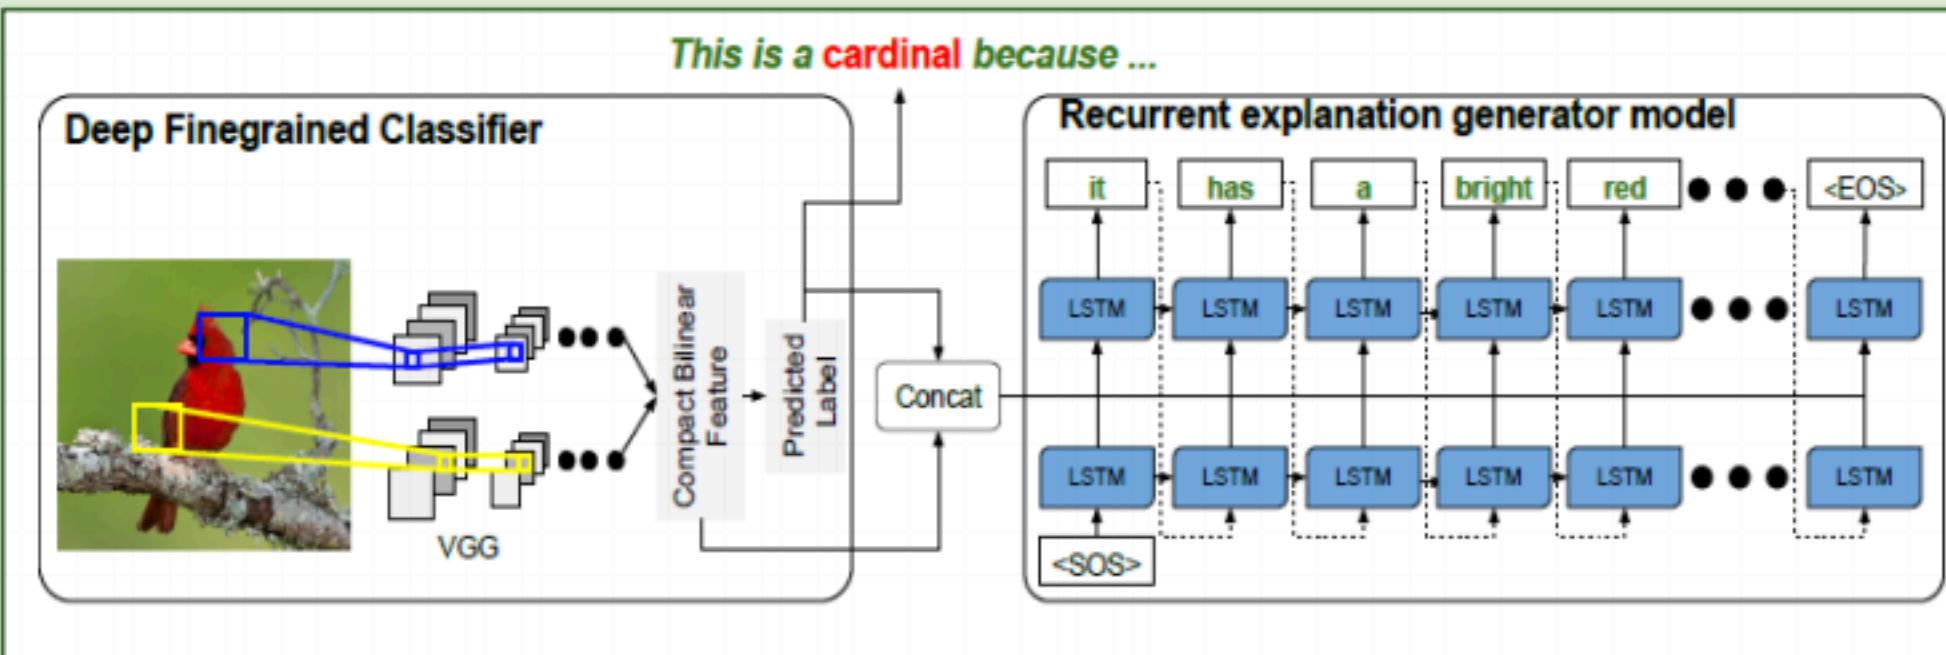 This is a cardinal because ...
Deep Finegrained Classifier
VGG
Compact Bilinear
Feature
Predicted
Label
Concat
Recurrent explanation generator model
it has a bright red <EOS>
LSTM LSTM LSTM LSTM LSTM LSTM
LSTM LSTM LSTM LSTM LSTM LSTM
<SOS>